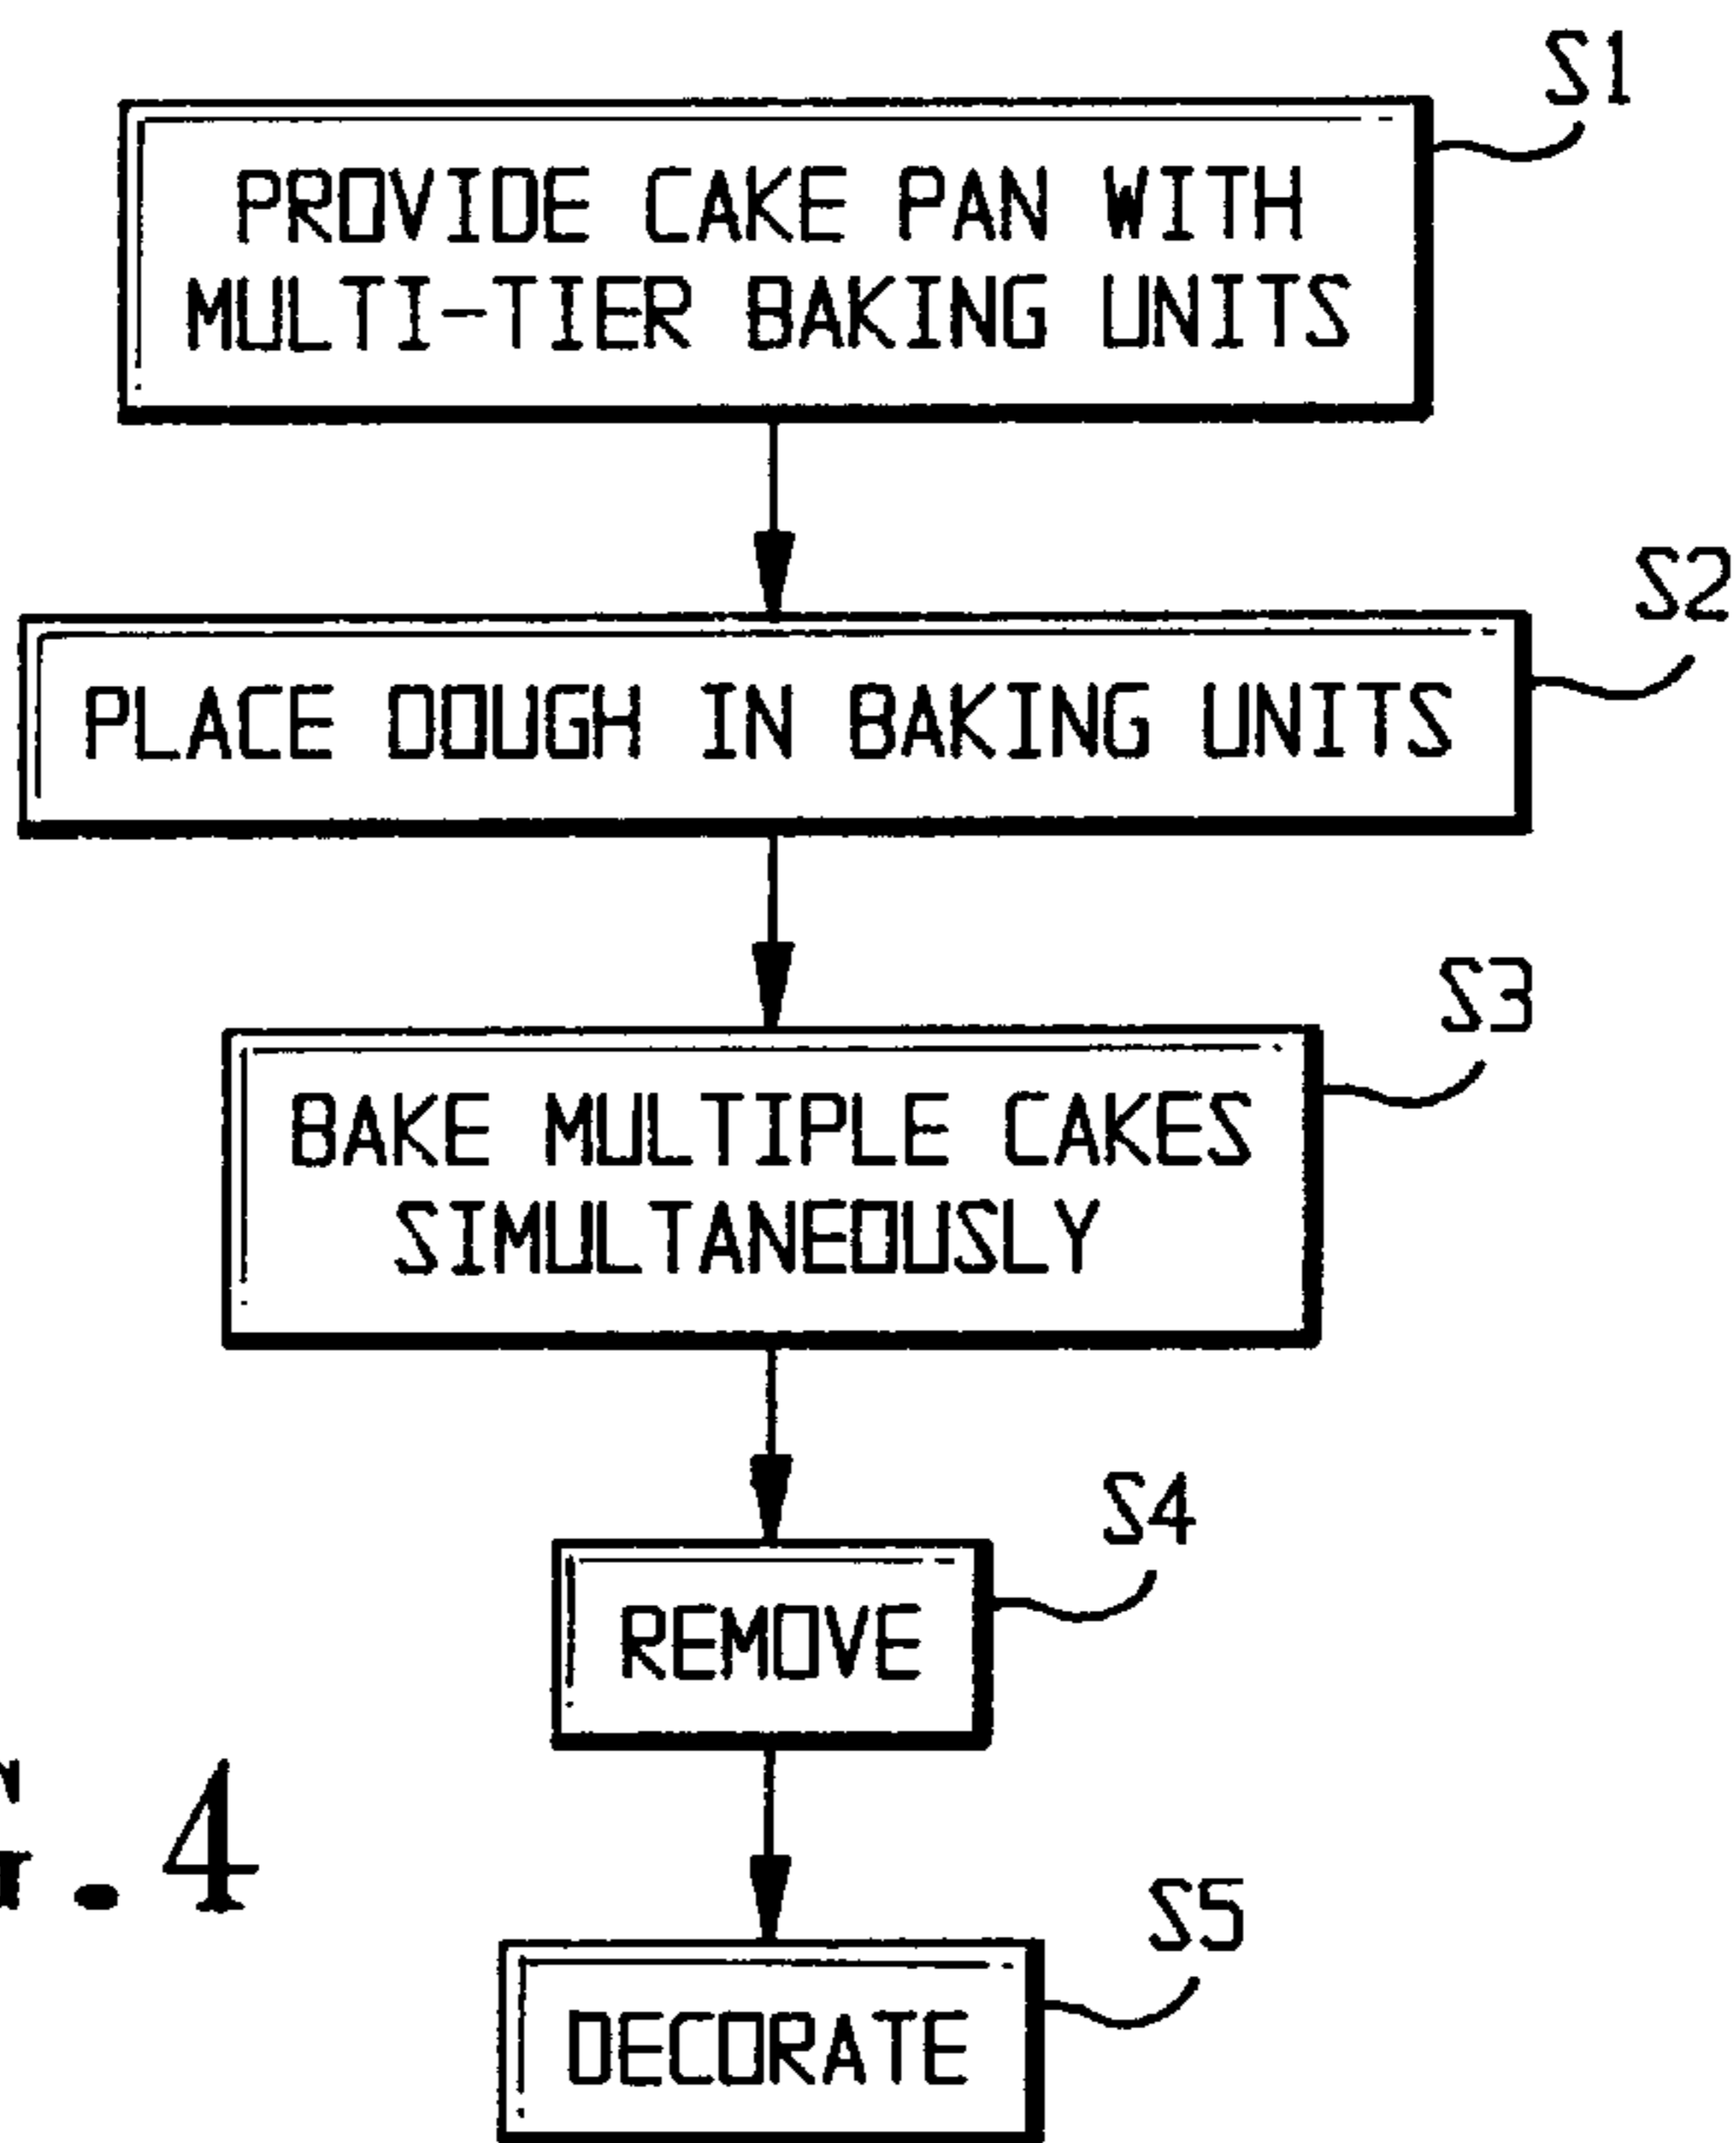 S1
PROVIDE CAKE PAN WITH
MULTI-TIER BAKING UNITS
S2
PLACE DOUGH IN BAKING UNITS
S3
BAKE MULTIPLE CAKES
SIMULTANEOUSLY
S4
REMOVE
.4
S5
DECORATE